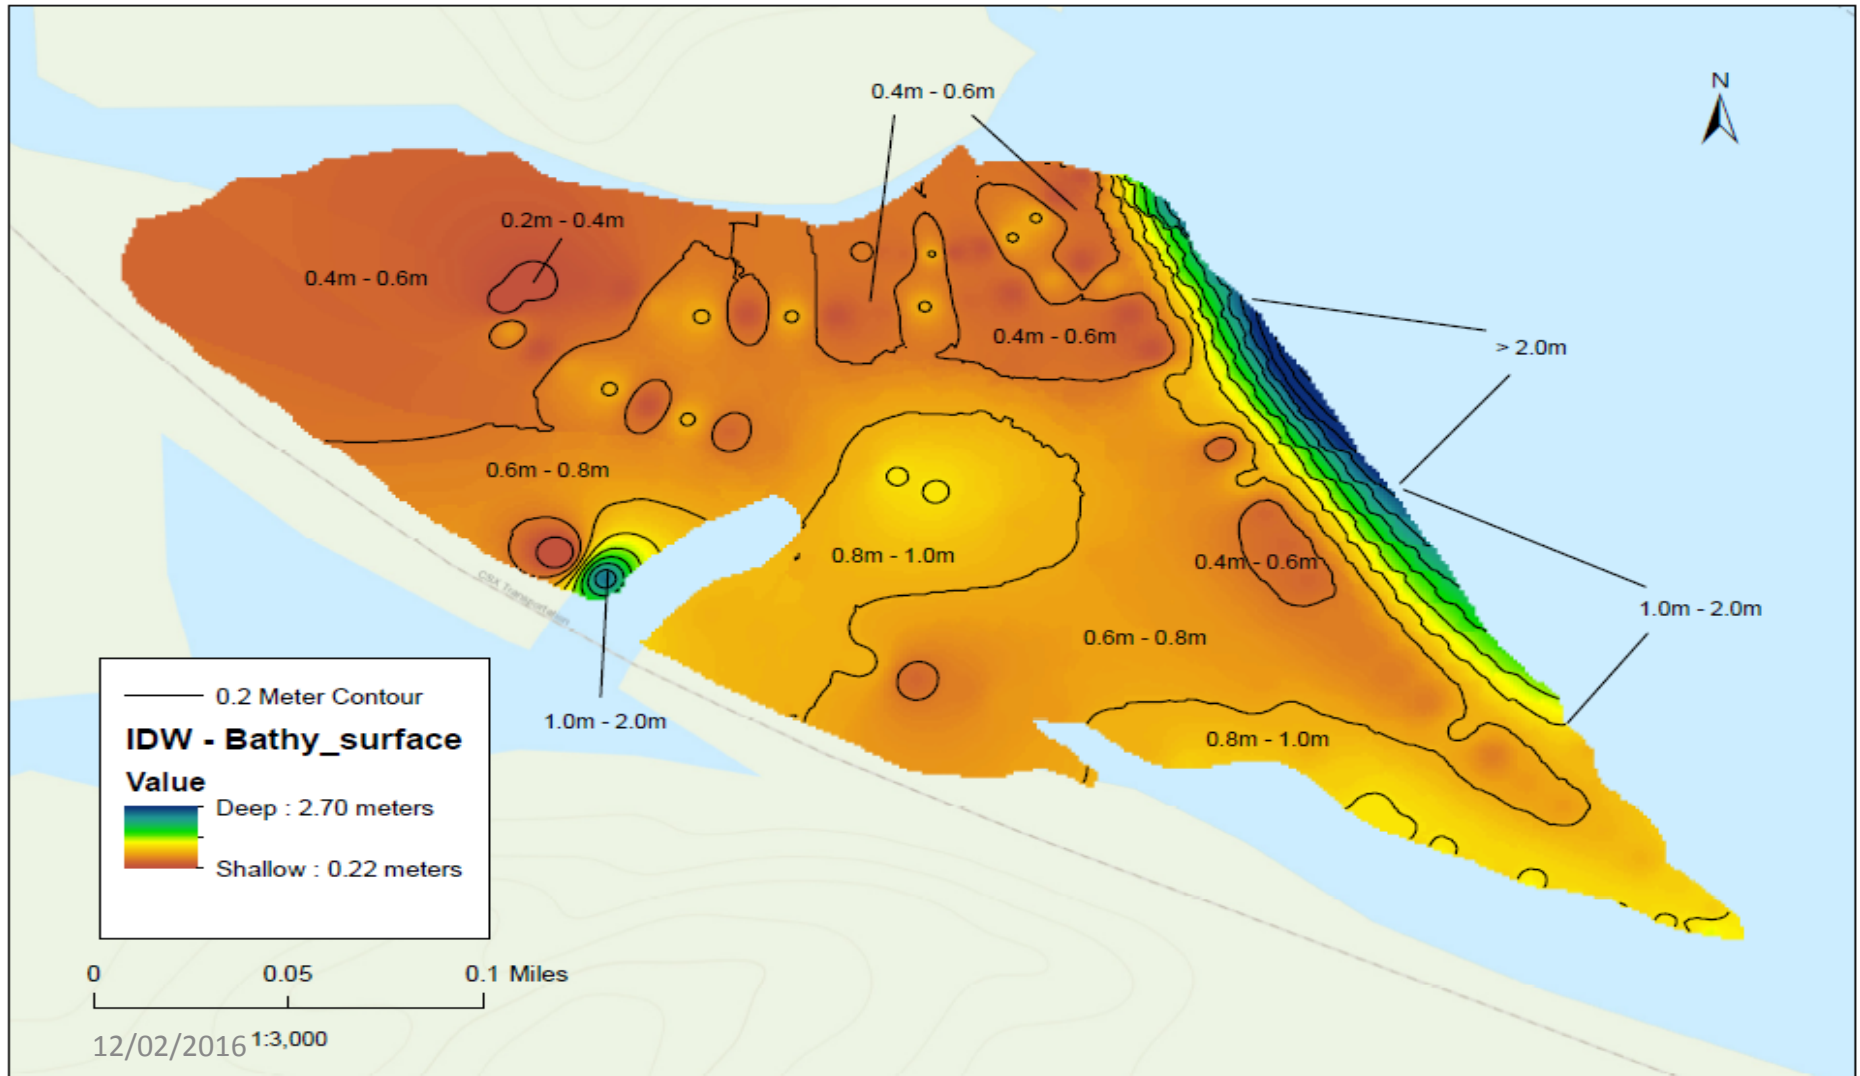 0.4m - 0.6m
N
0.2m - 0.4m
0.4m - 0.6m
0.4m - 0.6m
> 2.0m
0.6m - 0.8m
0.8m - 1.0m
0.4m - 0.6m
1.0m - 2.0m
CSX Transportation
0.6m - 0.8m
1.0m - 2.0m
0.8m - 1.0m
0.2 Meter Contour
IDW - Bathy_surface
Value
Deep : 2.70 meters
Shallow : 0.22 meters
0 0.05 0.1 Miles
12/02/2016 1:3,000